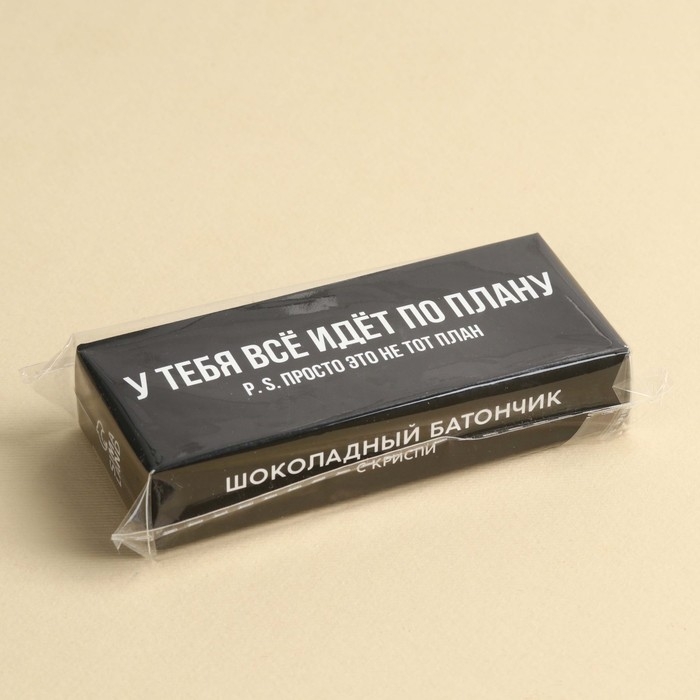 У ТЕБЯ ВСЁ ИДЁТ ПО ПЛАНУ
P. S. ПРОСТО ЭТО НЕ ТОТ ПЛАН
ШОКОЛАДНЫЙ БАТОНЧИК
С КРИСПИ